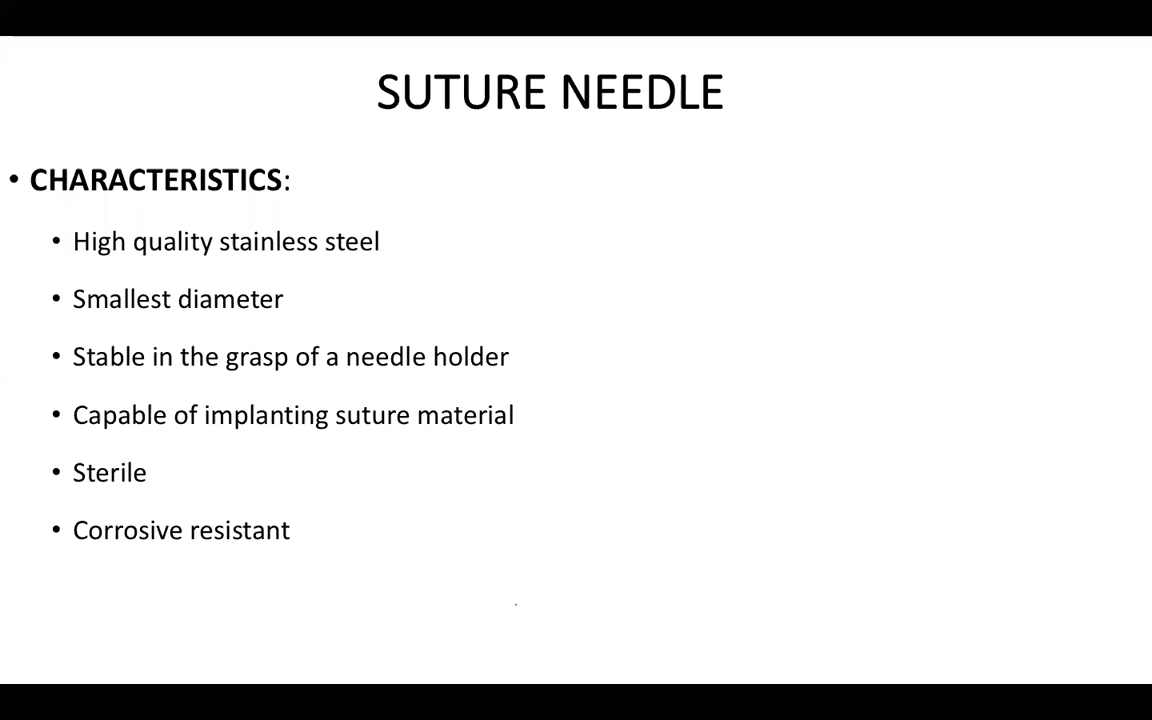 SUTURE NEEDLE
• CHARACTERISTICS:
• High quality stainless steel
• Smallest diameter
• Stable in the grasp of a needle holder
• Capable of implanting suture material
• Sterile
• Corrosive resistant